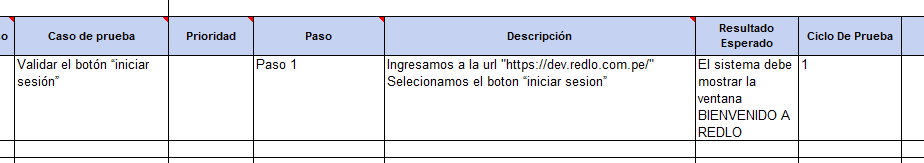 o
Caso de prueba
Prioridad
Paso
Descripción
Resultado
Esperado
Ciclo De Prueba
Validar el botón “iniciar
sesión”
Paso 1
Ingresamos a la url "https://dev.redlo.com.pe/"
Selecionamos el boton “iniciar sesion”
El sistema debe
mostrar la
ventana
BIENVENIDO A
REDLO
1